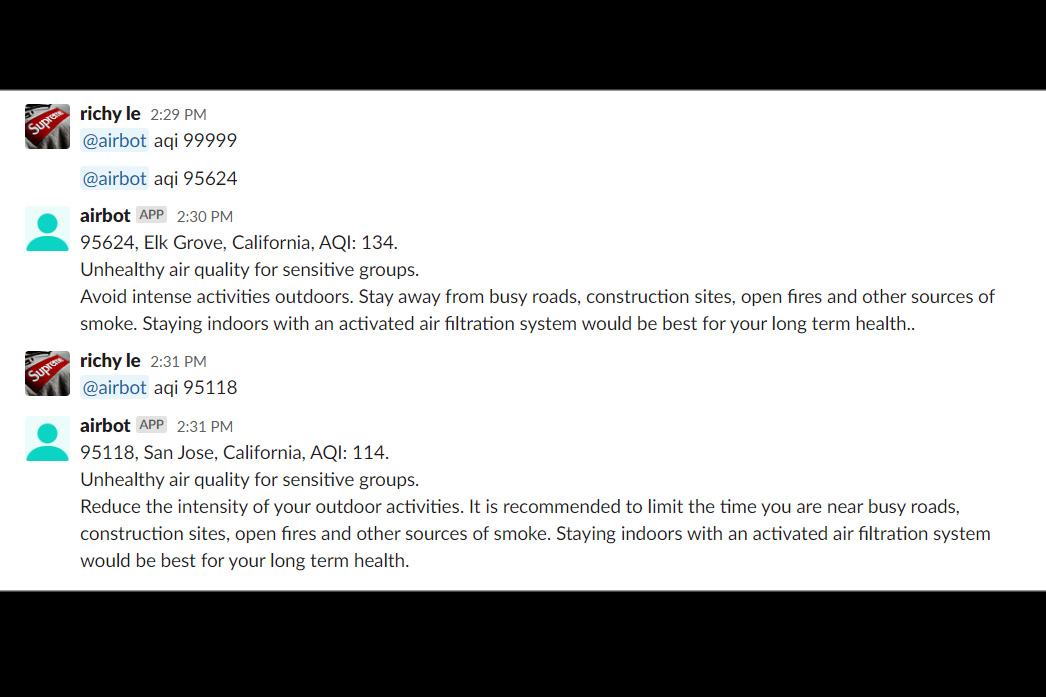 Supreme
richy le 2:29 PM
@airbot aqi 99999
@airbot aqi 95624
airbot APP 2:30 PM
95624, Elk Grove, California, AQI: 134.
Unhealthy air quality for sensitive groups.
Avoid intense activities outdoors. Stay away from busy roads, construction sites, open fires and other sources of
smoke. Staying indoors with an activated air filtration system would be best for your long term health..
Supreme
richy le 2:31 PM
@airbot aqi 95118
airbot APP 2:31 PM
95118, San Jose, California, AQI: 114.
Unhealthy air quality for sensitive groups.
Reduce the intensity of your outdoor activities. It is recommended to limit the time you are near busy roads,
construction sites, open fires and other sources of smoke. Staying indoors with an activated air filtration system
would be best for your long term health.